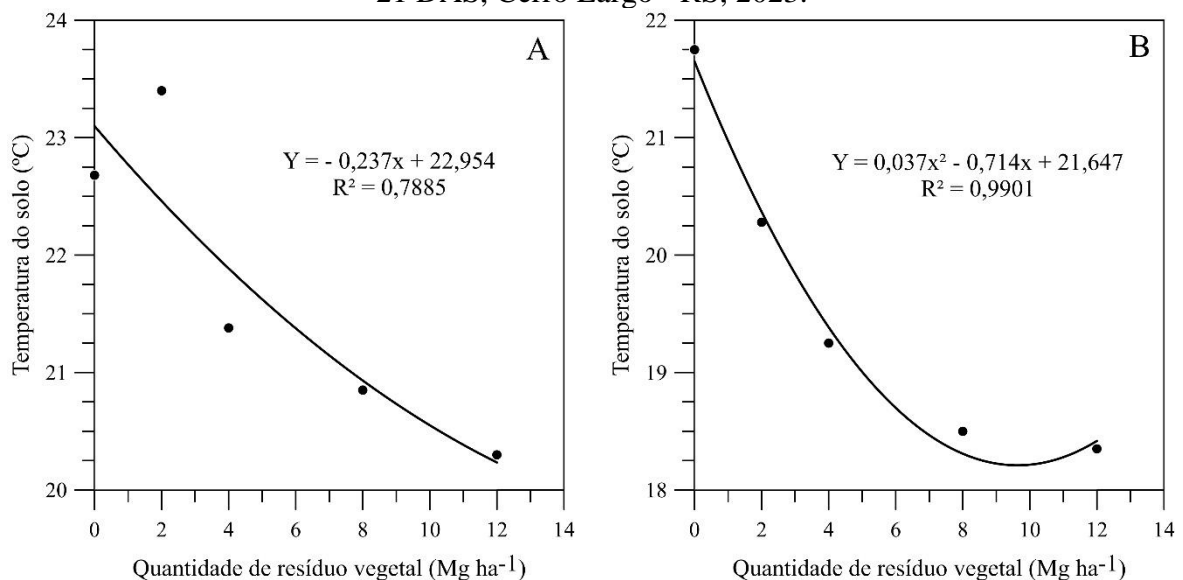 21 DAS, Cerro Largo - RS, 2023.
24
23
22
21
20
0
2
4
6
8
10
12
14
Temperatura do solo (ºC)
Quantidade de resíduo vegetal (Mg ha⁻¹)
A
Y = - 0,237x + 22,954
R² = 0,7885
22
21
20
19
18
0
2
4
6
8
10
12
14
Temperatura do solo (ºC)
Quantidade de resíduo vegetal (Mg ha⁻¹)
B
Y = 0,037x² - 0,714x + 21,647
R² = 0,9901